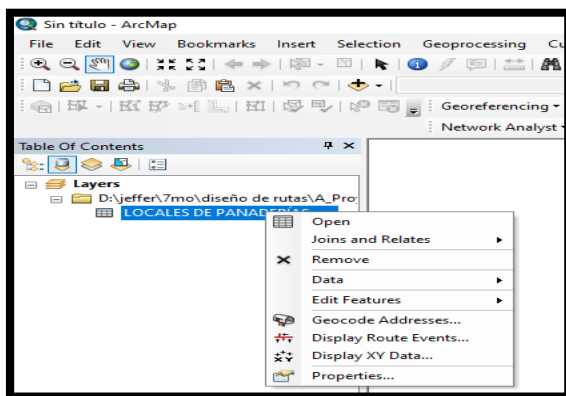 Sin título - ArcMap
File Edit View Bookmarks Insert Selection Geoprocessing Cu
Georeferencing
Network Analyst
Table Of Contents
Layers
D:\jeffer\7mo\diseño de rutas\A_Pro
LOCALES DE PANADERÍAS
Open
Joins and Relates
Remove
Data
Edit Features
Geocode Addresses...
Display Route Events...
Display XY Data...
Properties...